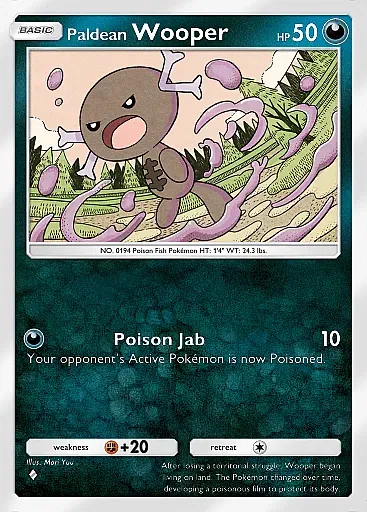 BASIC Paldean Wooper HP 50
NO. 0194 Poison Fish Pokémon HT: 1'4" WT: 24.3 lbs.
Poison Jab 10
Your opponent's Active Pokémon is now Poisoned.
weakness +20 retreat
Illus. Mori Yuu
After losing a territorial struggle, Wooper began
living on land. The Pokémon changed over time,
developing a poisonous film to protect its body.